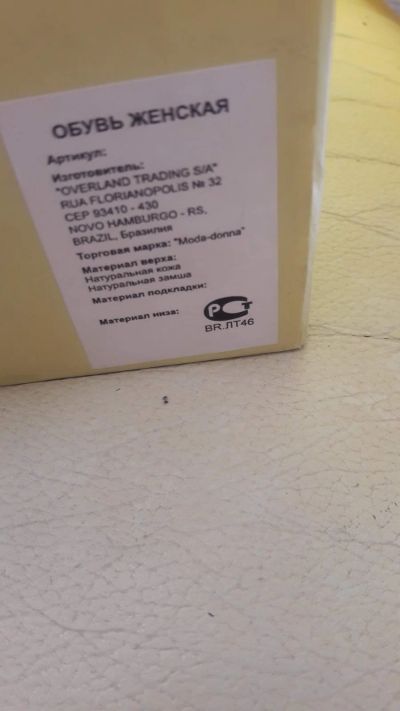 ОБУВЬ ЖЕНСКАЯ
Артикул:
Изготовитель:
"OVERLAND TRADING S/A"
RUA FLORIANOPOLIS № 32
CEP 93410 - 430
NOVO HAMBURGO - RS,
BRAZIL, Бразилия
Торговая марка: "Moda-donna"
Материал верха:
Натуральная кожа
Натуральная замша
Материал подкладки:
Материал низа:
РСТ
BR.ЛТ46